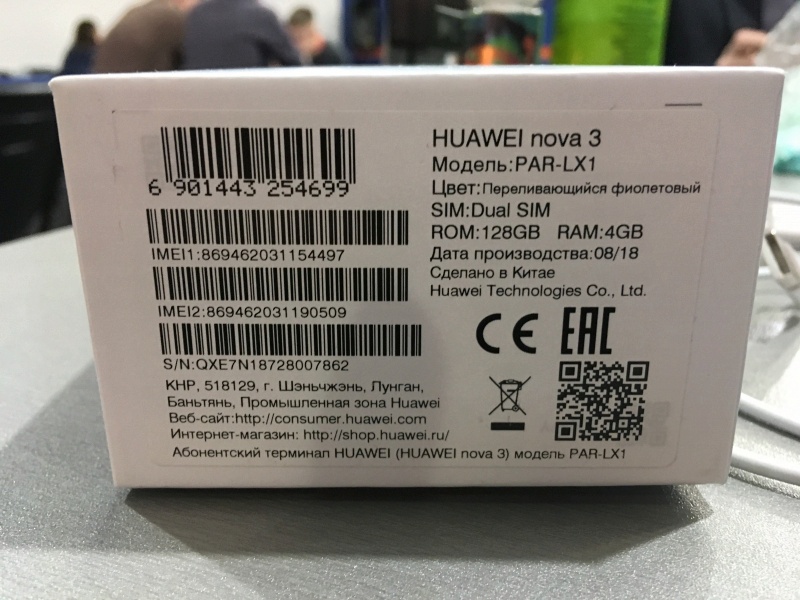 6 901443 254699
IMEI1:869462031154497
IMEI2:869462031190509
S/N:QXE7N18728007862
HUAWEI nova 3
Модель:PAR-LX1
Цвет:Переливающийся фиолетовый
SIM:Dual SIM
ROM:128GB RAM:4GB
Дата производства:08/18
Сделано в Китае
Huawei Technologies Co., Ltd.
CE EAC
КНР, 518129, г. Шэньчжэнь, Лунган,
Баньтянь, Промышленная зона Huawei
Веб-сайт:http://consumer.huawei.com
Интернет-магазин: http://shop.huawei.ru/
Абонентский терминал HUAWEI (HUAWEI nova 3) модель PAR-LX1